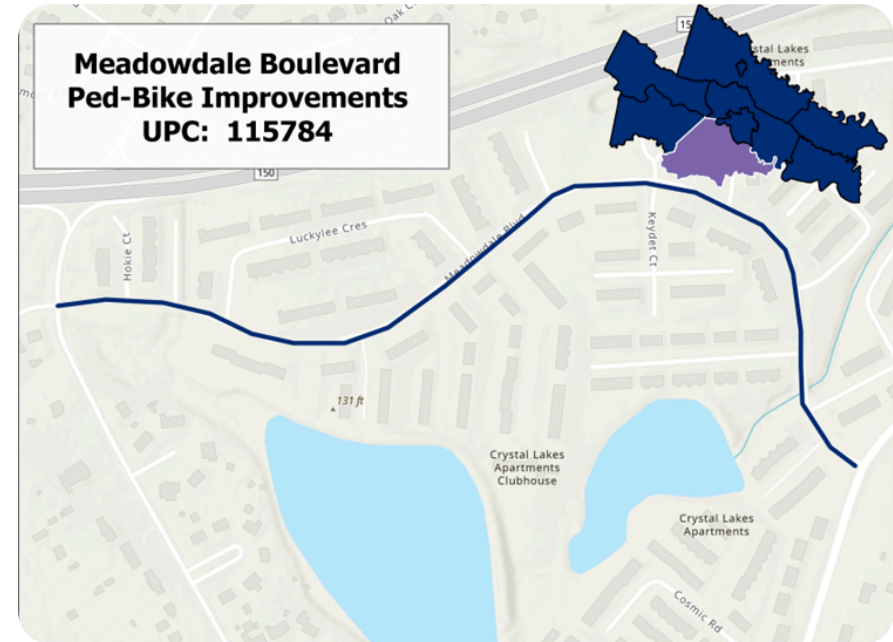 Meadowdale Boulevard
Ped-Bike Improvements
UPC:  115784
150
Hokie Ct
Luckylee Cres
Meadowdale Blvd
Keydet Ct
131 ft
Crystal Lakes
Apartments
Clubhouse
Crystal Lakes
Apartments
Cosmic Rd